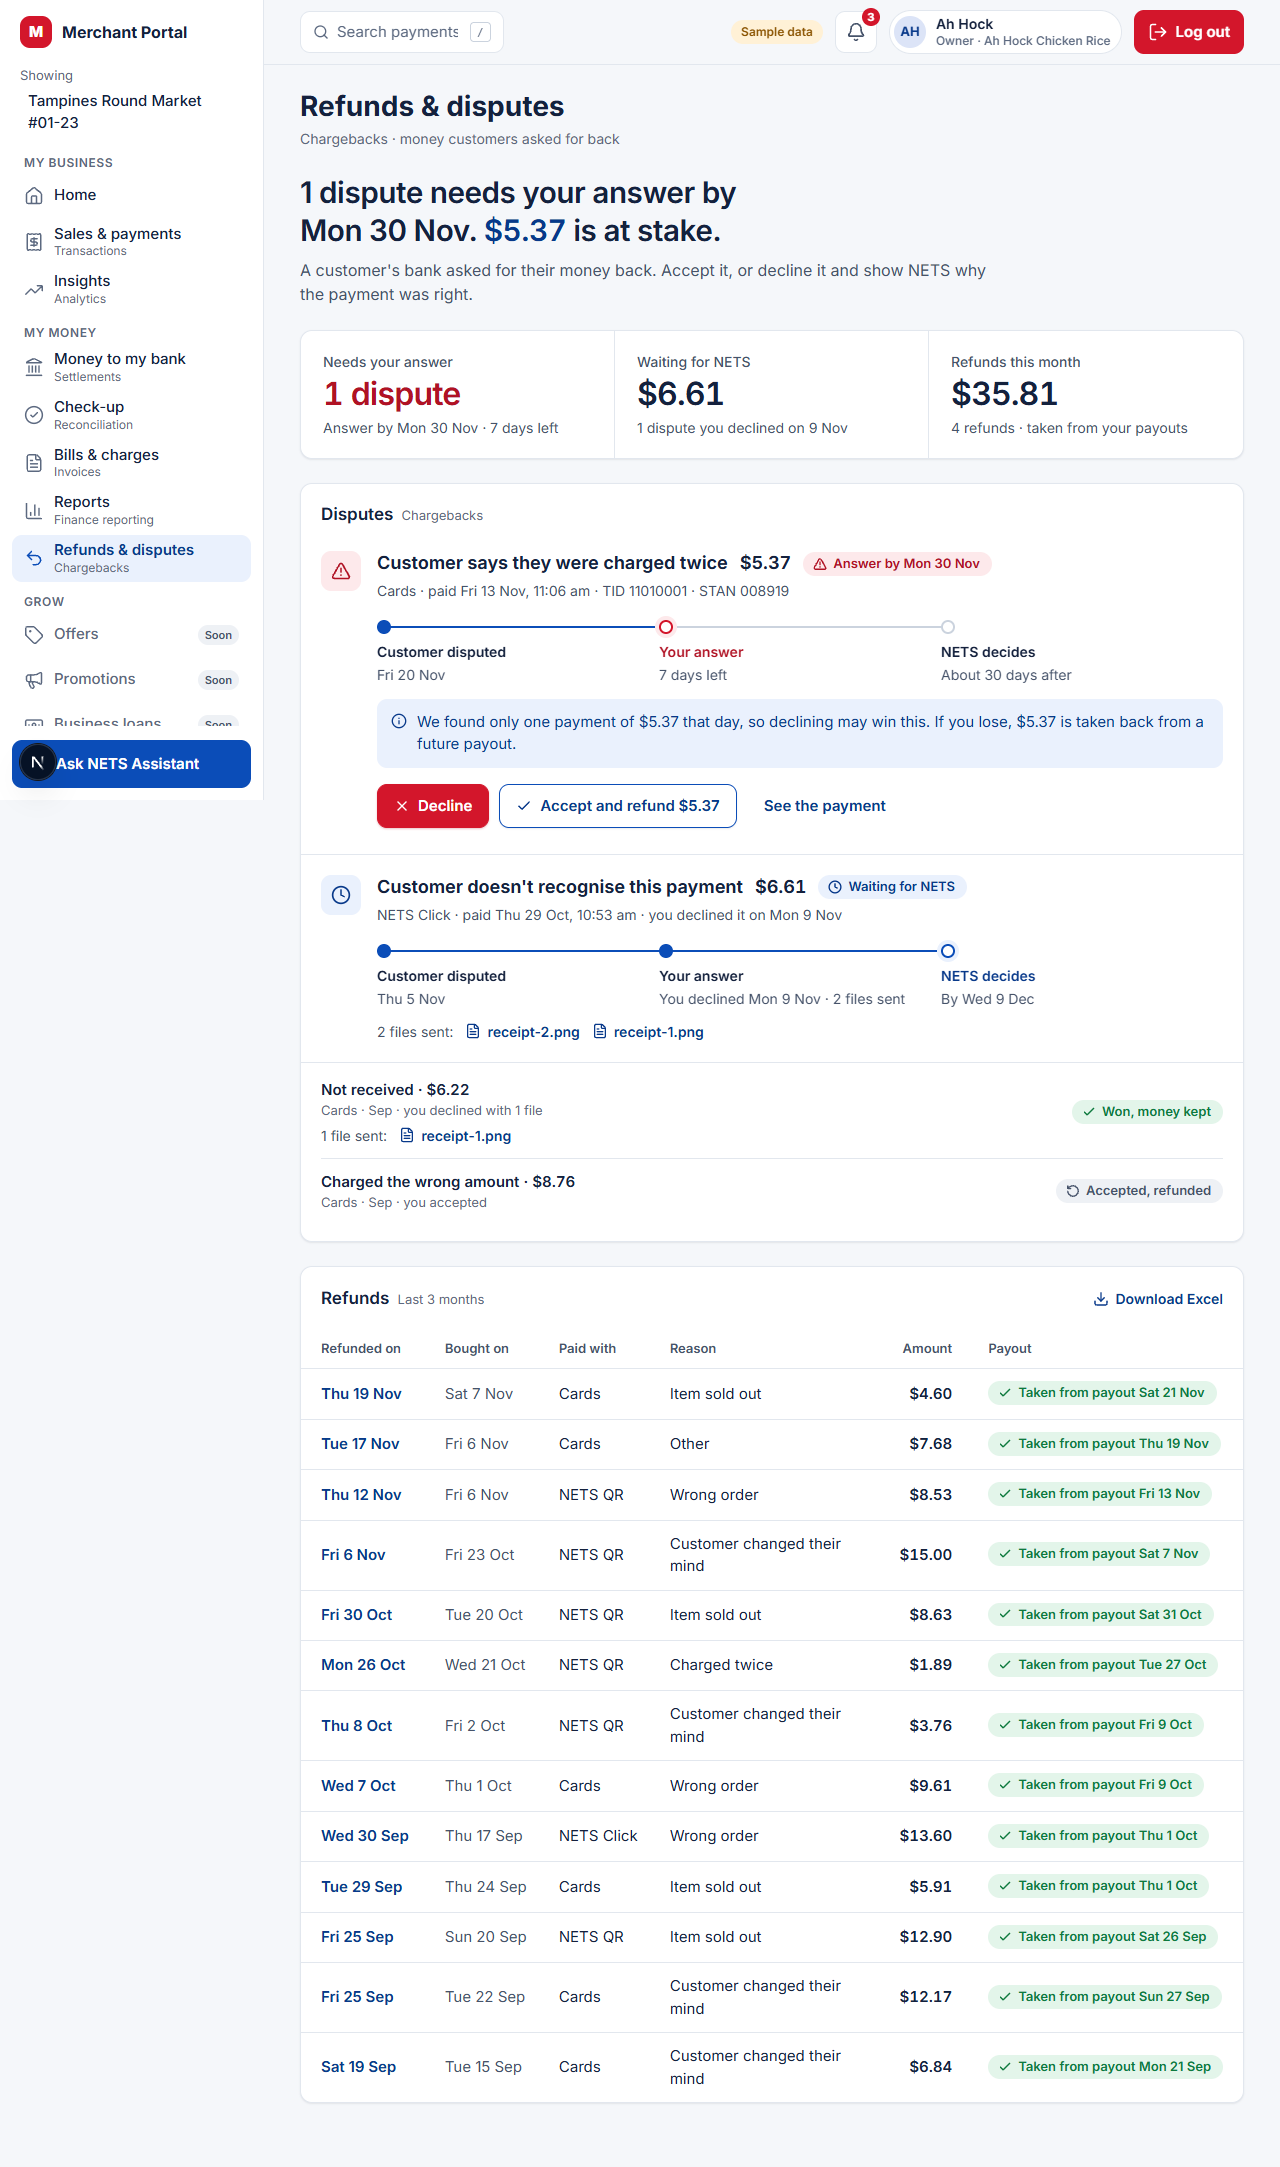 M Merchant Portal
Showing
Tampines Round Market
#01-23
MY BUSINESS
Home
Sales & payments
Transactions
Insights
Analytics
MY MONEY
Money to my bank
Settlements
Check-up
Reconciliation
Bills & charges
Invoices
Reports
Finance reporting
Refunds & disputes
Chargebacks
GROW
Offers Soon
Promotions Soon
Business loans Soon
N Ask NETS Assistant
Search payments /
Sample data
3
AH
Ah Hock
Owner · Ah Hock Chicken Rice
Log out
Refunds & disputes
Chargebacks · money customers asked for back
1 dispute needs your answer by
Mon 30 Nov. $5.37 is at stake.
A customer's bank asked for their money back. Accept it, or decline it and show NETS why
the payment was right.
Needs your answer
1 dispute
Answer by Mon 30 Nov · 7 days left
Waiting for NETS
$6.61
1 dispute you declined on 9 Nov
Refunds this month
$35.81
4 refunds · taken from your payouts
Disputes Chargebacks
Customer says they were charged twice $5.37 Answer by Mon 30 Nov
Cards · paid Fri 13 Nov, 11:06 am · TID 11010001 · STAN 008919
Customer disputed
Fri 20 Nov
Your answer
7 days left
NETS decides
About 30 days after
We found only one payment of $5.37 that day, so declining may win this. If you lose, $5.37 is taken back from a
future payout.
Decline
Accept and refund $5.37
See the payment
Customer doesn't recognise this payment $6.61 Waiting for NETS
NETS Click · paid Thu 29 Oct, 10:53 am · you declined it on Mon 9 Nov
Customer disputed
Thu 5 Nov
Your answer
You declined Mon 9 Nov · 2 files sent
NETS decides
By Wed 9 Dec
2 files sent: receipt-2.png receipt-1.png
Not received · $6.22
Cards · Sep · you declined with 1 file
1 file sent: receipt-1.png
Won, money kept
Charged the wrong amount · $8.76
Cards · Sep · you accepted
Accepted, refunded
Refunds Last 3 months
Download Excel
Refunded on Bought on Paid with Reason Amount Payout
Thu 19 Nov Sat 7 Nov Cards Item sold out $4.60 Taken from payout Sat 21 Nov
Tue 17 Nov Fri 6 Nov Cards Other $7.68 Taken from payout Thu 19 Nov
Thu 12 Nov Fri 6 Nov NETS QR Wrong order $8.53 Taken from payout Fri 13 Nov
Fri 6 Nov Fri 23 Oct NETS QR Customer changed their mind $15.00 Taken from payout Sat 7 Nov
Fri 30 Oct Tue 20 Oct NETS QR Item sold out $8.63 Taken from payout Sat 31 Oct
Mon 26 Oct Wed 21 Oct NETS QR Charged twice $1.89 Taken from payout Tue 27 Oct
Thu 8 Oct Fri 2 Oct NETS QR Customer changed their mind $3.76 Taken from payout Fri 9 Oct
Wed 7 Oct Thu 1 Oct Cards Wrong order $9.61 Taken from payout Fri 9 Oct
Wed 30 Sep Thu 17 Sep NETS Click Wrong order $13.60 Taken from payout Thu 1 Oct
Tue 29 Sep Thu 24 Sep Cards Item sold out $5.91 Taken from payout Thu 1 Oct
Fri 25 Sep Sun 20 Sep NETS QR Item sold out $12.90 Taken from payout Sat 26 Sep
Fri 25 Sep Tue 22 Sep Cards Customer changed their mind $12.17 Taken from payout Sun 27 Sep
Sat 19 Sep Tue 15 Sep Cards Customer changed their mind $6.84 Taken from payout Mon 21 Sep